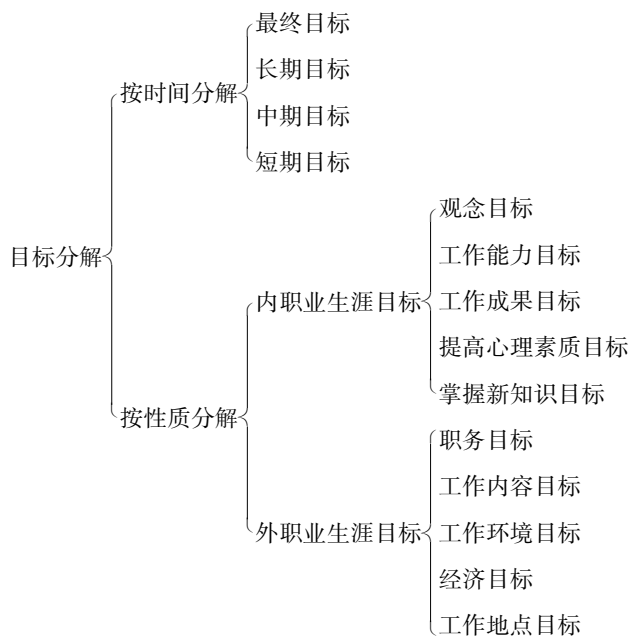 目标分解
按时间分解
最终目标
长期目标
中期目标
短期目标
按性质分解
内职业生涯目标
观念目标
工作能力目标
工作成果目标
提高心理素质目标
掌握新知识目标
外职业生涯目标
职务目标
工作内容目标
工作环境目标
经济目标
工作地点目标